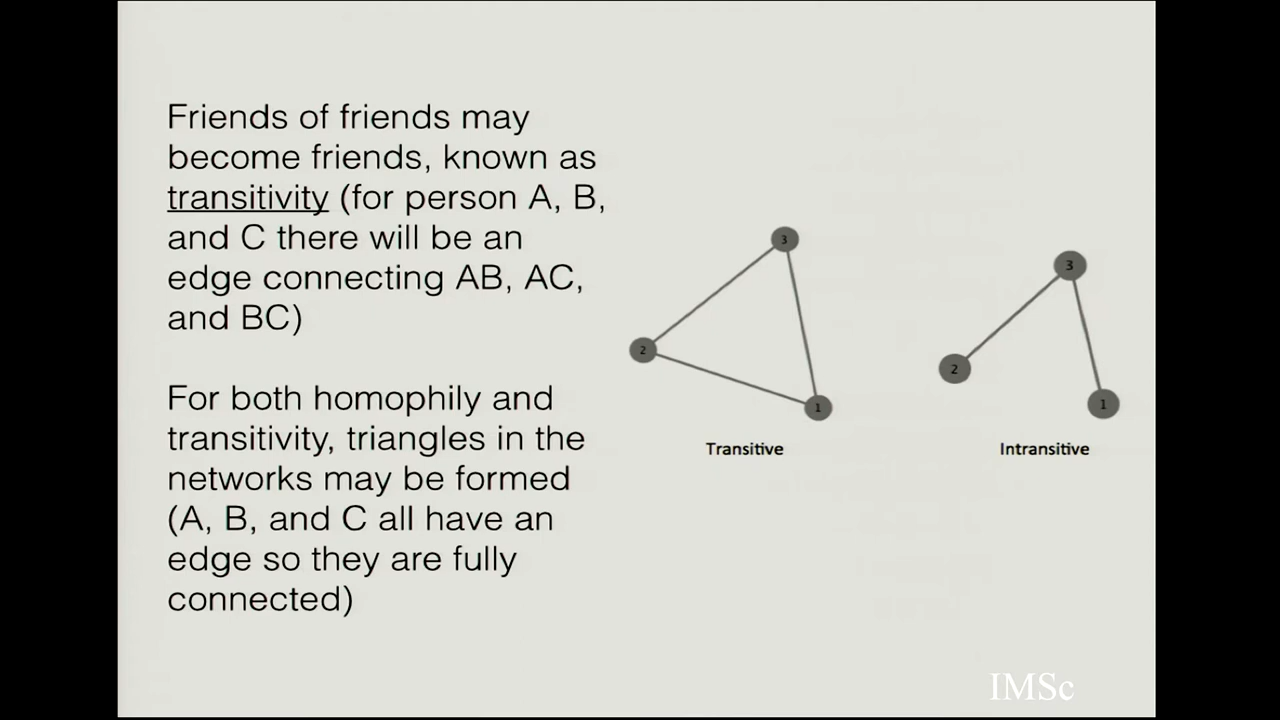 Friends of friends may
become friends, known as
transitivity (for person A, B,
and C there will be an
edge connecting AB, AC,
and BC)
For both homophily and
transitivity, triangles in the
networks may be formed
(A, B, and C all have an
edge so they are fully
connected)
3
2
1
Transitive
3
2
1
Intransitive
IMSc